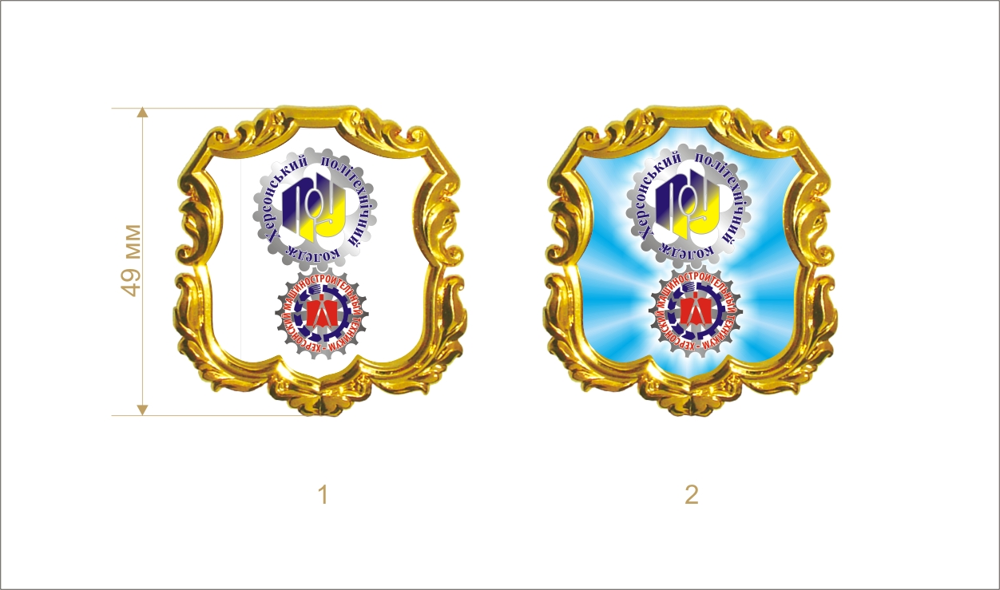 49 мм
Херсонський політехнічний
коледж
ХЕРСОНСКИЙ МАШИНОСТРОИТЕЛЬНЫЙ ТЕХНИКУМ -
Херсонський політехнічний
коледж
ХЕРСОНСКИЙ МАШИНОСТРОИТЕЛЬНЫЙ ТЕХНИКУМ -
1
2